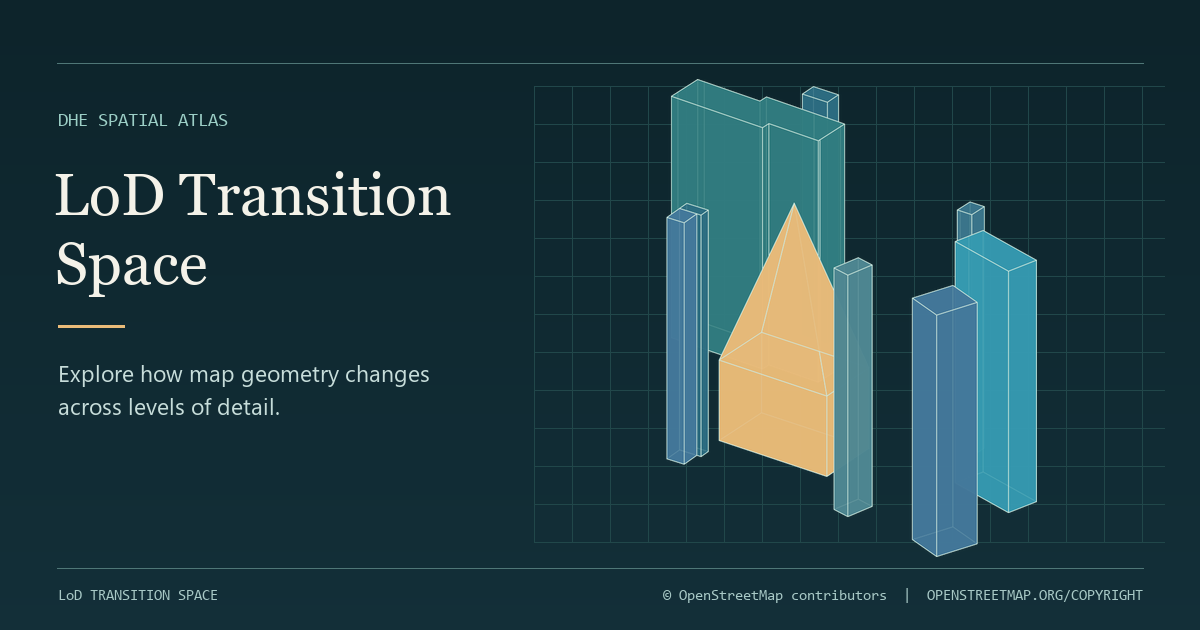 DHE SPATIAL ATLAS
LoD Transition
Space
Explore how map geometry changes
across levels of detail.
LoD TRANSITION SPACE
© OpenStreetMap contributors | OPENSTREETMAP.ORG/COPYRIGHT